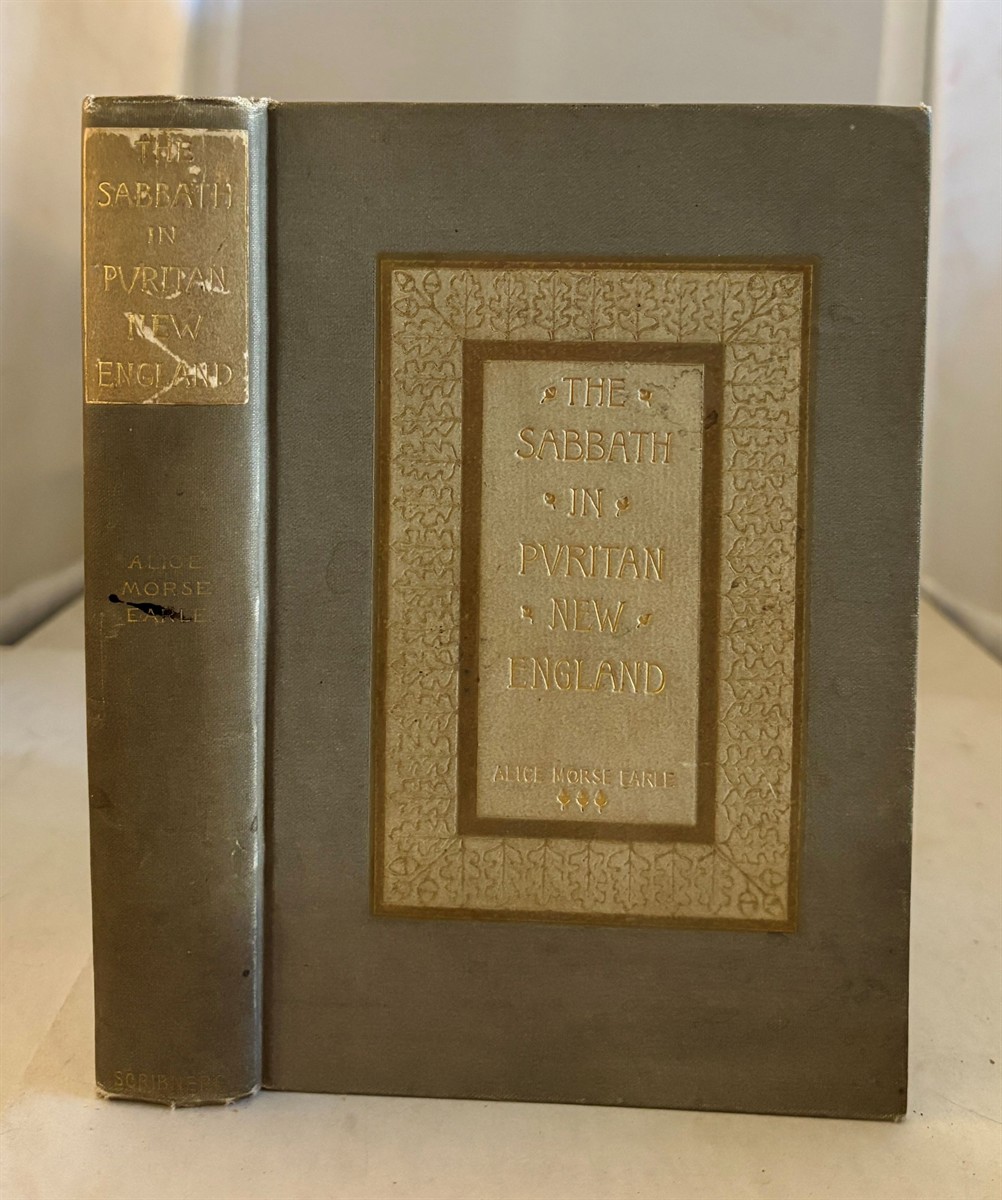 THE
SABBATH
IN
PVRITAN
NEW
ENGLAND
ALICE
MORSE
EARLE
SCRIBNERS
THE
SABBATH
IN
PVRITAN
NEW
ENGLAND
ALICE MORSE EARLE